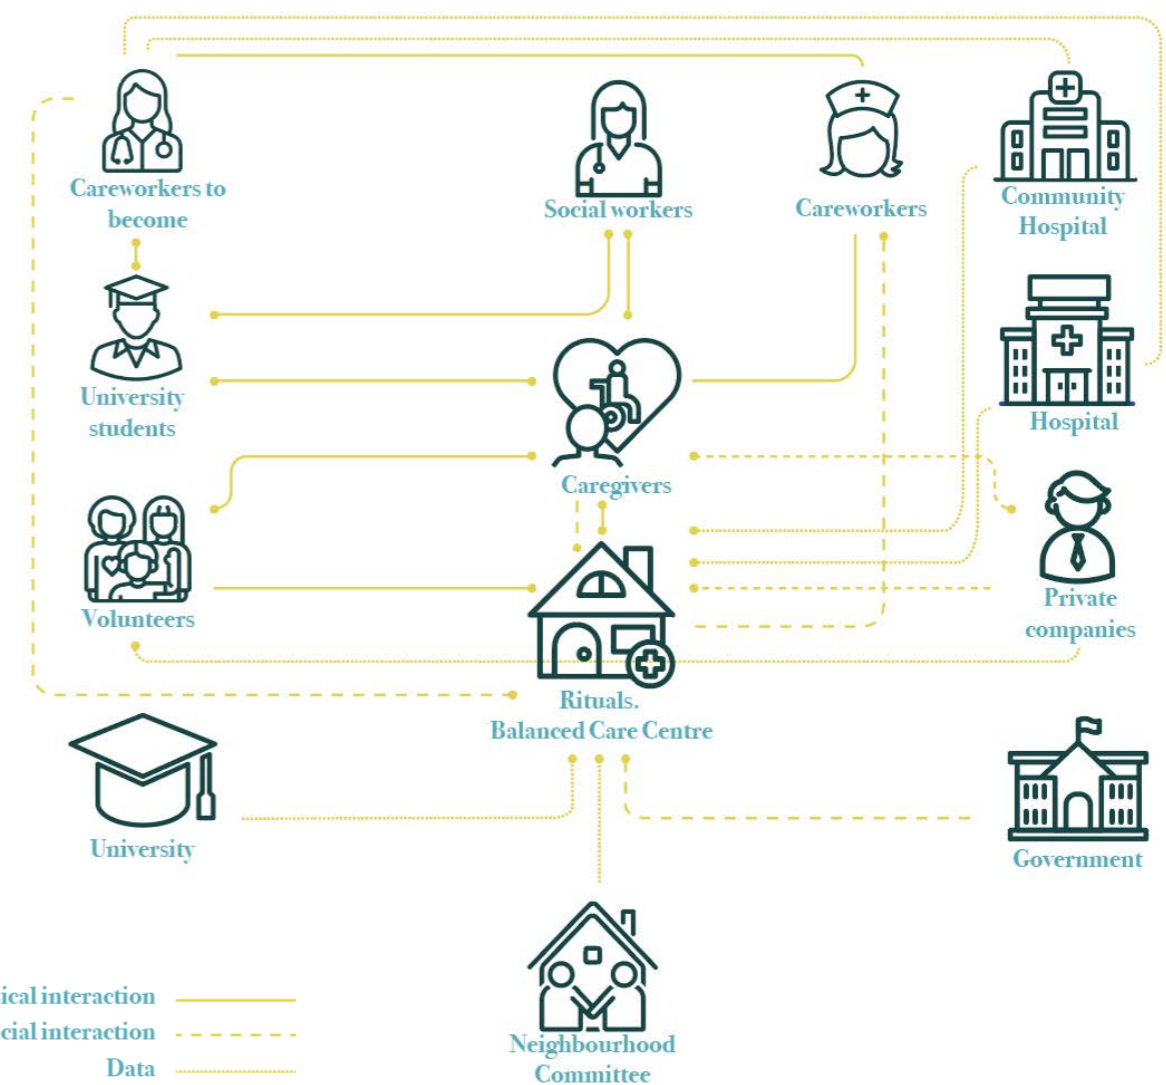 Careworkers to
become
Social workers
Careworkers
Community
Hospital
University
students
Hospital
Caregivers
Volunteers
Private
companies
Rituals.
Balanced Care Centre
University
Government
Neighbourhood
Committee
ical interaction
cial interaction
Data